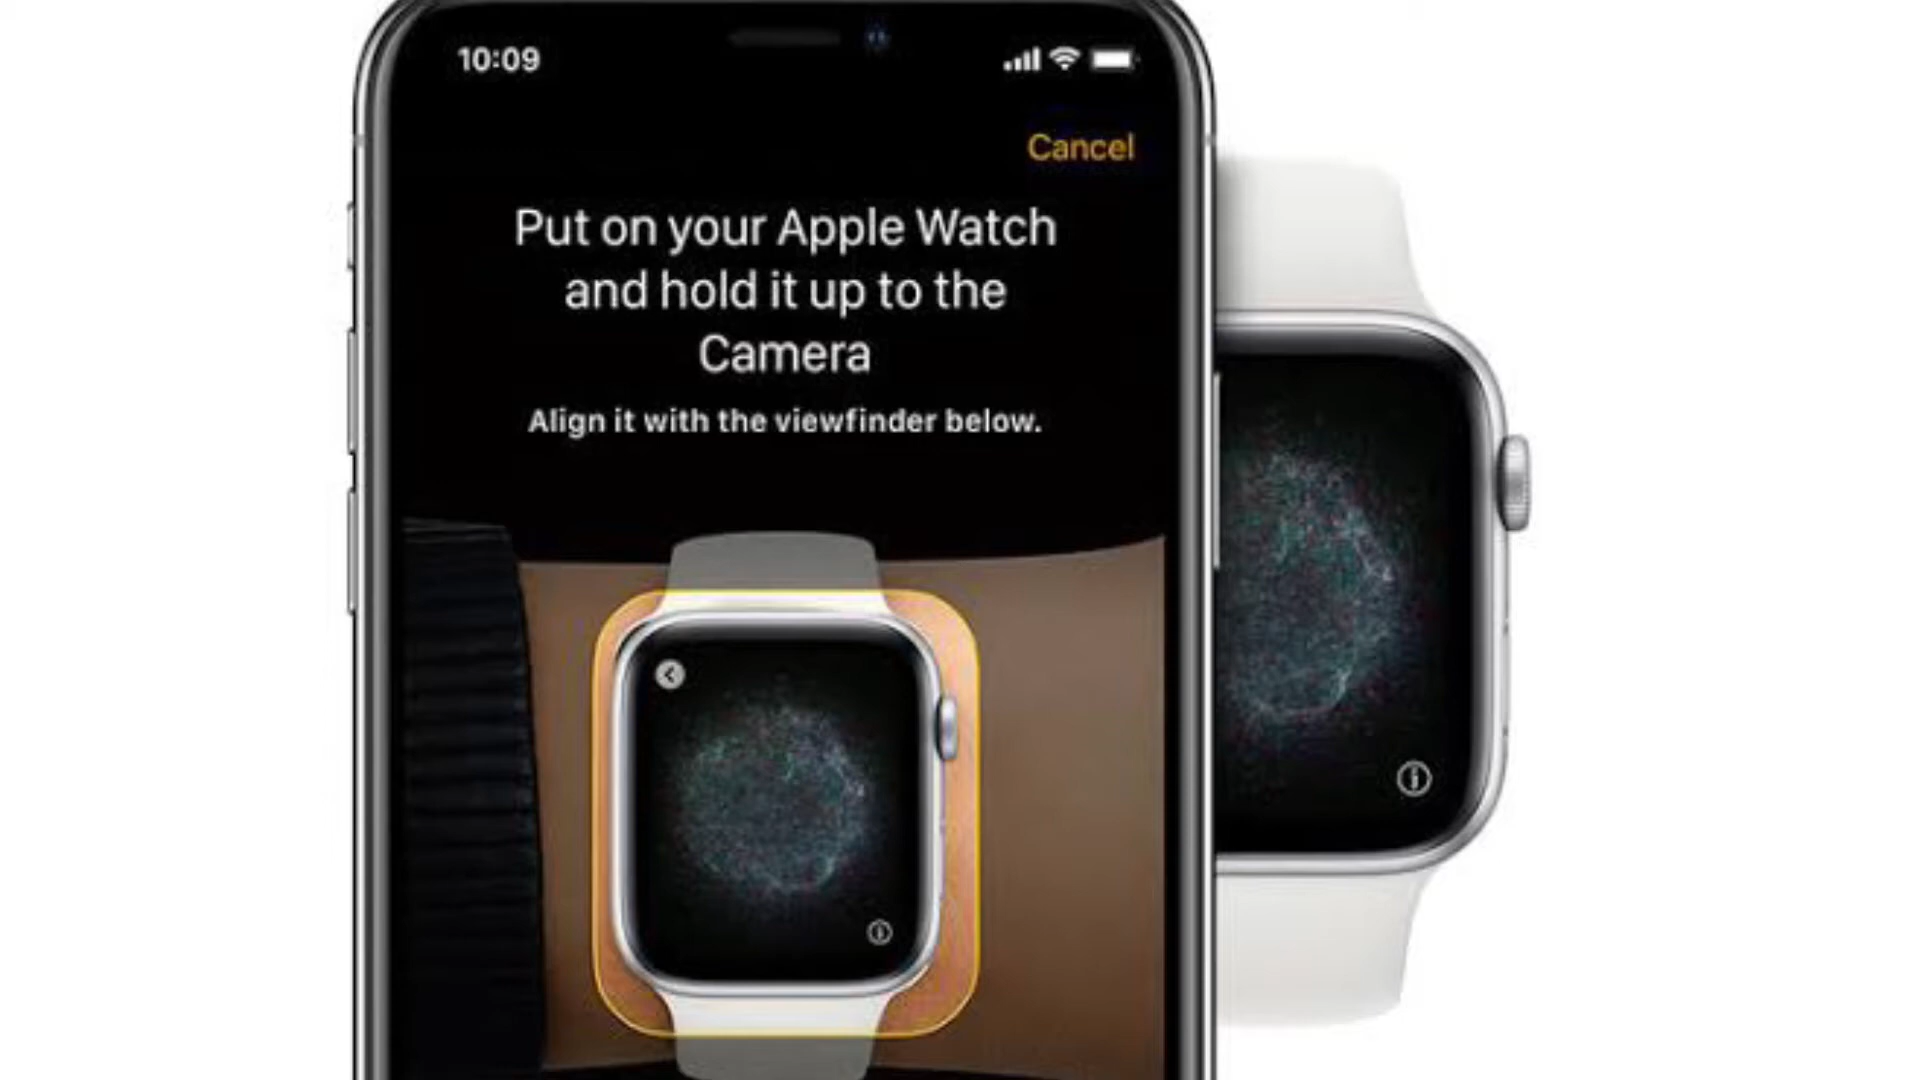 10:09
Cancel
Put on your Apple Watch
and hold it up to the
Camera
Align it with the viewfinder below.